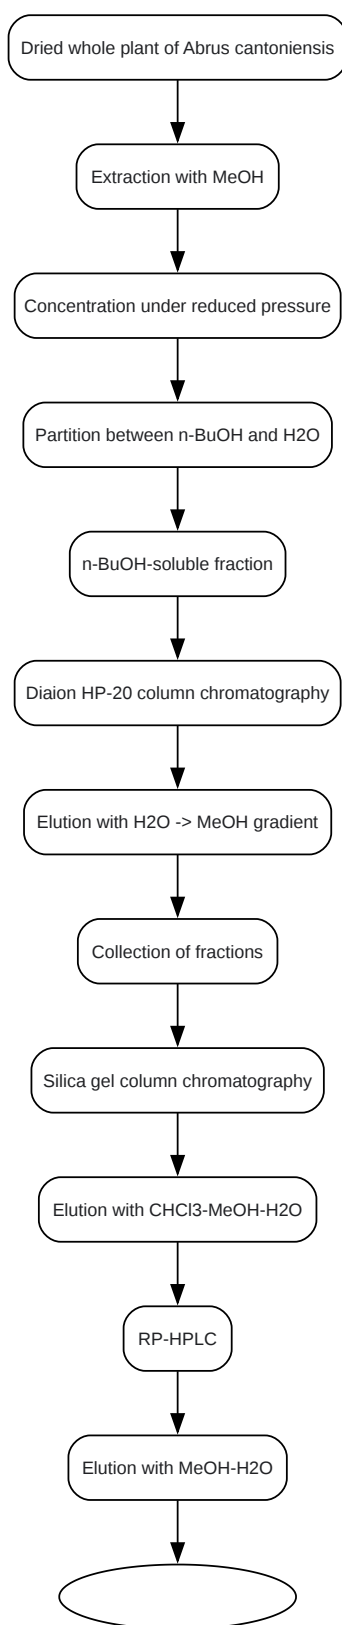 Dried whole plant of Abrus cantoniensis
Extraction with MeOH
Concentration under reduced pressure
Partition between n-BuOH and H2O
n-BuOH-soluble fraction
Diaion HP-20 column chromatography
Elution with H2O -> MeOH gradient
Collection of fractions
Silica gel column chromatography
Elution with CHCl3-MeOH-H2O
RP-HPLC
Elution with MeOH-H2O